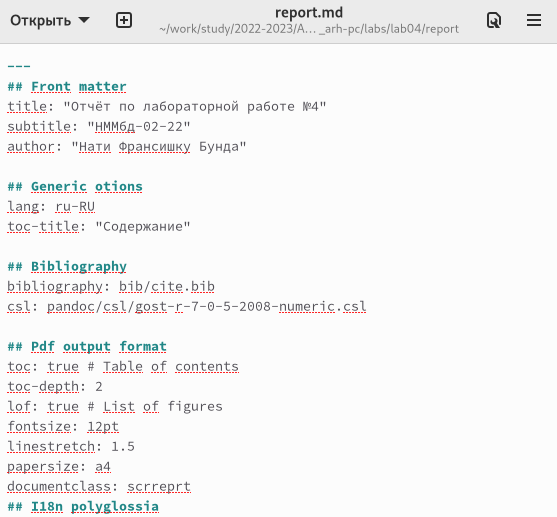 report.md
Открыть
~/work/study/2022-2023/А... _arh-pc/labs/lab04/report
---
## Front matter
title: "Отчёт по лабораторной работе №4"
subtitle: "НММбд-02-22"
author: "Нати Франсишку Бунда"
## Generic otions
lang: ru-RU
toc-title: "Содержание"
## Bibliography
bibliography: bib/cite.bib
csl: pandoc/csl/gost-r-7-0-5-2008-numeric.csl
## Pdf output format
toc: true # Table of contents
toc-depth: 2
lof: true # List of figures
fontsize: 12pt
linestretch: 1.5
papersize: a4
documentclass: scrreprt
## I18n polyglossia